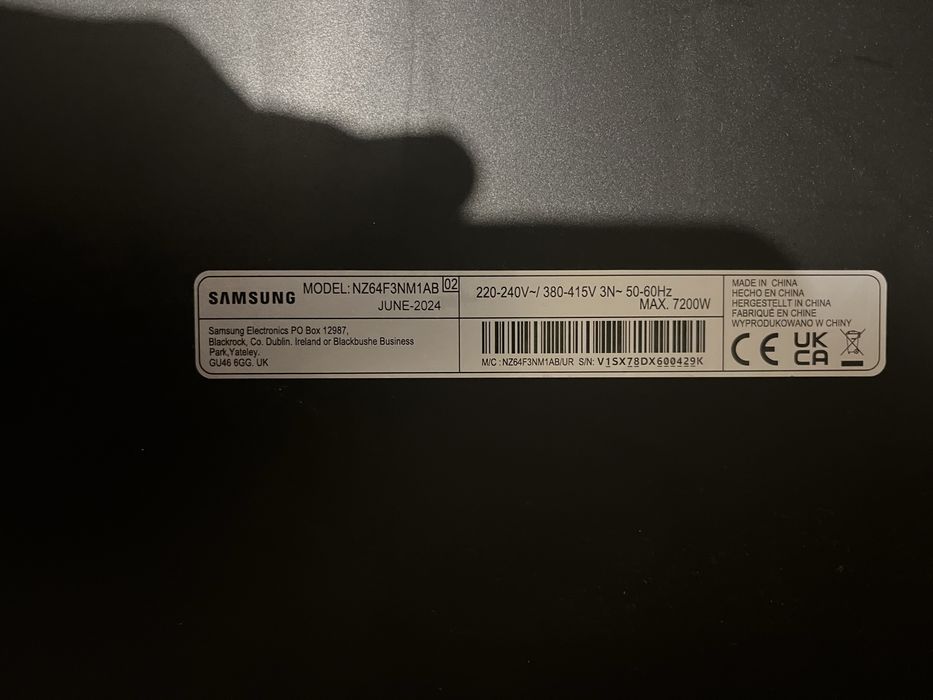 SAMSUNG
MODEL: NZ64F3NM1AB 02
JUNE-2024
Samsung Electronics PO Box 12987,
Blackrock, Co. Dublin. Ireland or Blackbushe Business
Park,Yateley.
GU46 6GG. UK
220-240V~/ 380-415V 3N~ 50-60Hz
MAX. 7200W
M/C : NZ64F3NM1AB/UR S/N: V1SX78DX600429K
MADE IN CHINA
HECHO EN CHINA
HERGESTELLT IN CHINA
FABRIQUÉ EN CHINE
WYPRODUKOWANO W CHINY
CE
UK
CA